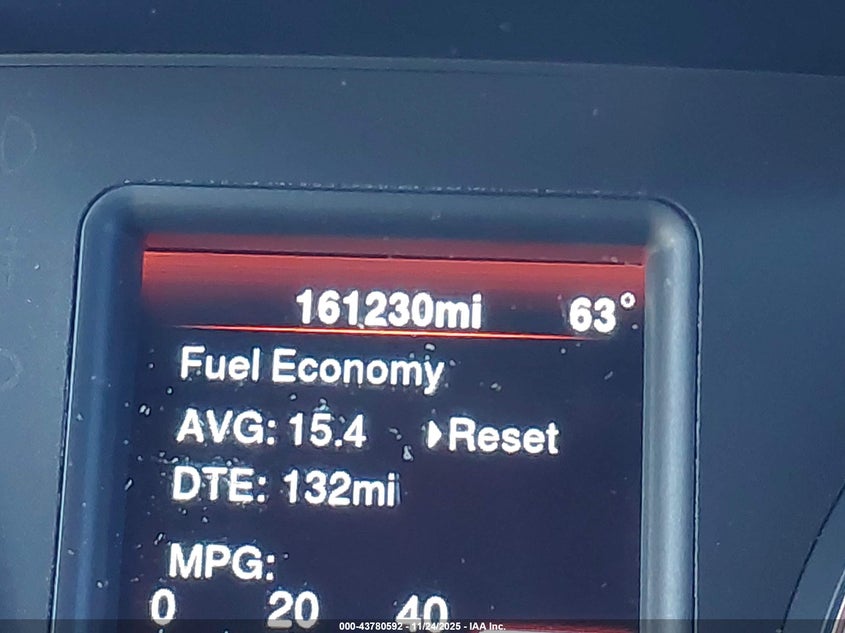 161230mi 63°
Fuel Economy
AVG: 15.4 Reset
DTE: 132mi
MPG:
0 20 40
000-43780592 - 11/24/2025 - IAA Inc.